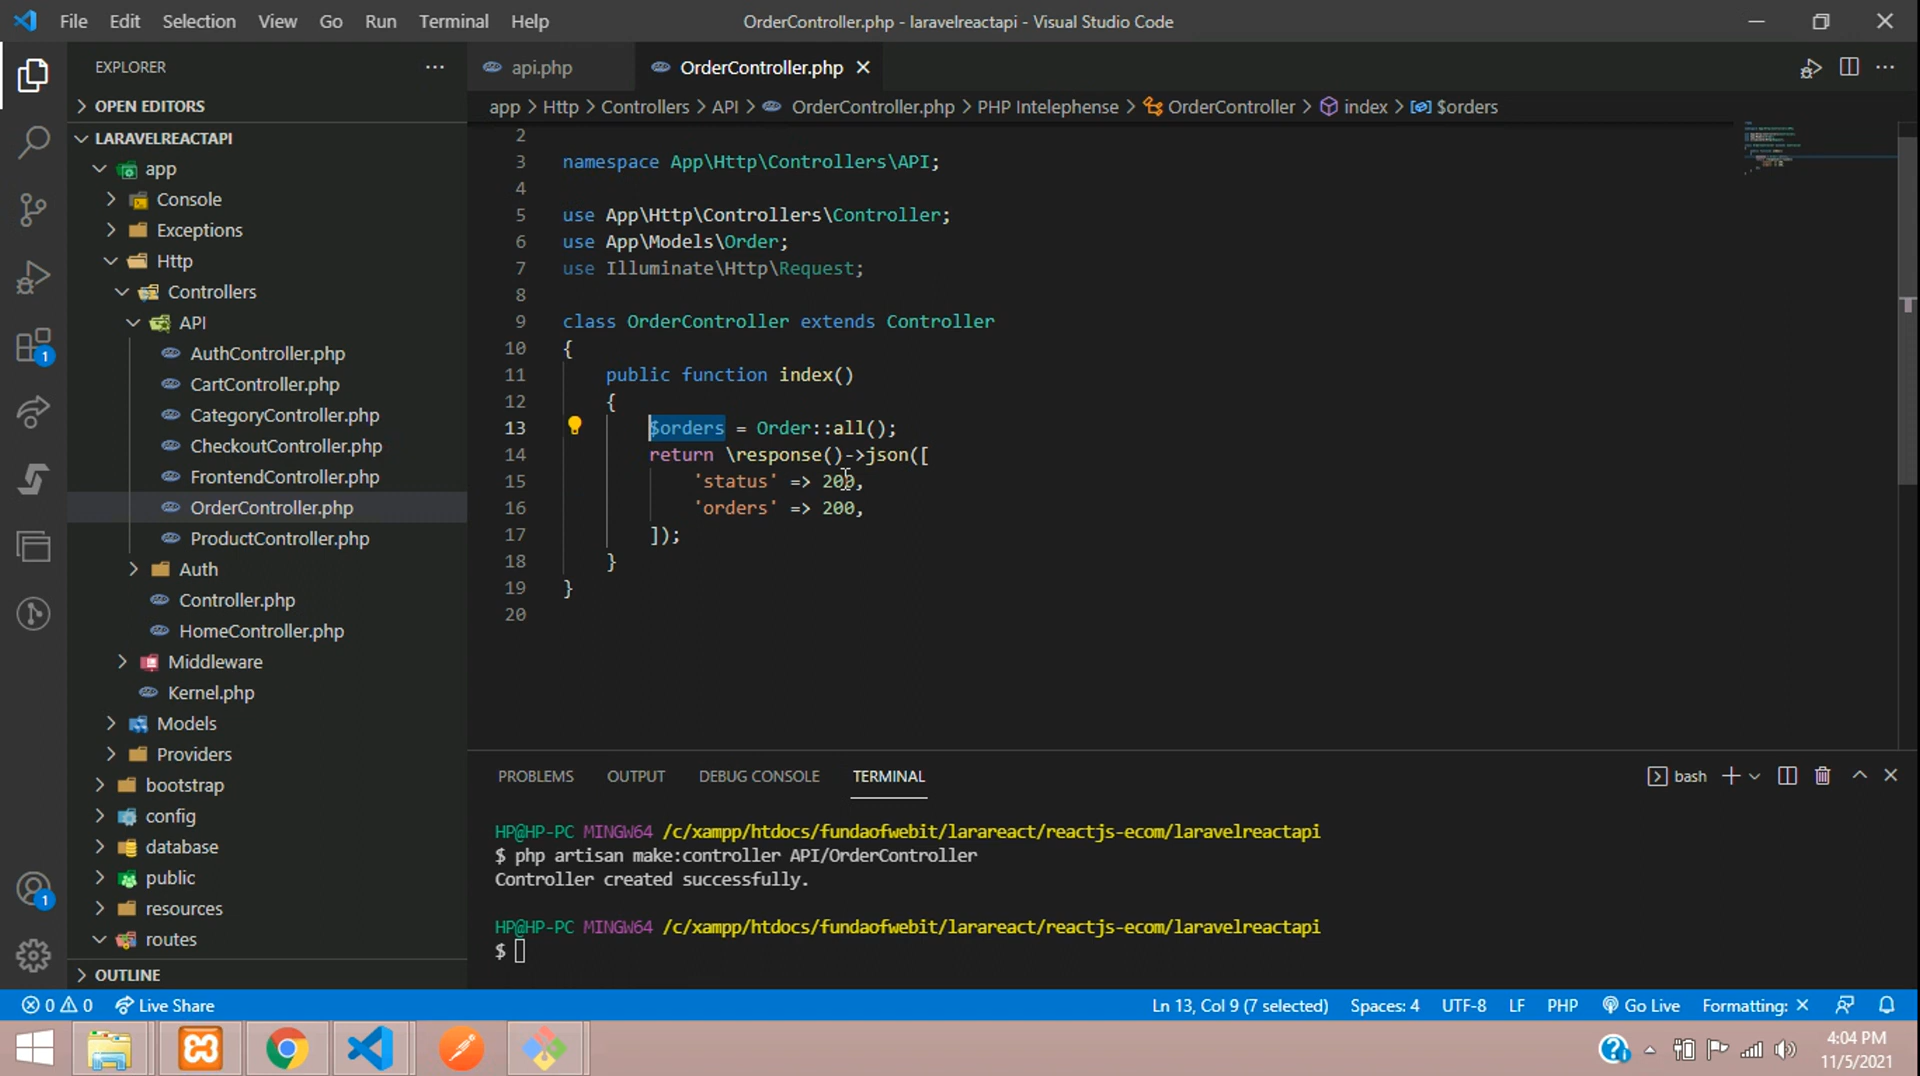 File Edit Selection View Go Run Terminal Help OrderController.php - laravelreactapi - Visual Studio Code
EXPLORER
OPEN EDITORS
LARAVELREACTAPI
app
Console
Exceptions
Http
Controllers
API
AuthController.php
CartController.php
CategoryController.php
CheckoutController.php
FrontendController.php
OrderController.php
ProductController.php
Auth
Controller.php
HomeController.php
Middleware
Kernel.php
Models
Providers
bootstrap
config
database
public
resources
routes
OUTLINE
1
1
api.php OrderController.php
app > Http > Controllers > API > OrderController.php > PHP Intelephense > OrderController > index > $orders
2
3 namespace App\Http\Controllers\API;
4
5 use App\Http\Controllers\Controller;
6 use App\Models\Order;
7 use Illuminate\Http\Request;
8
9 class OrderController extends Controller
10 {
11 public function index()
12 {
13 $orders = Order::all();
14 return \response()->json([
15 'status' => 200,
16 'orders' => 200,
17 ]);
18 }
19 }
20
PROBLEMS OUTPUT DEBUG CONSOLE TERMINAL bash
HP@HP-PC MINGW64 /c/xampp/htdocs/fundaofwebit/larareact/reactjs-ecom/laravelreactapi
$ php artisan make:controller API/OrderController
Controller created successfully.
HP@HP-PC MINGW64 /c/xampp/htdocs/fundaofwebit/larareact/reactjs-ecom/laravelreactapi
$
0 0 Live Share Ln 13, Col 9 (7 selected) Spaces: 4 UTF-8 LF PHP Go Live Formatting: ×
4:04 PM
11/5/2021